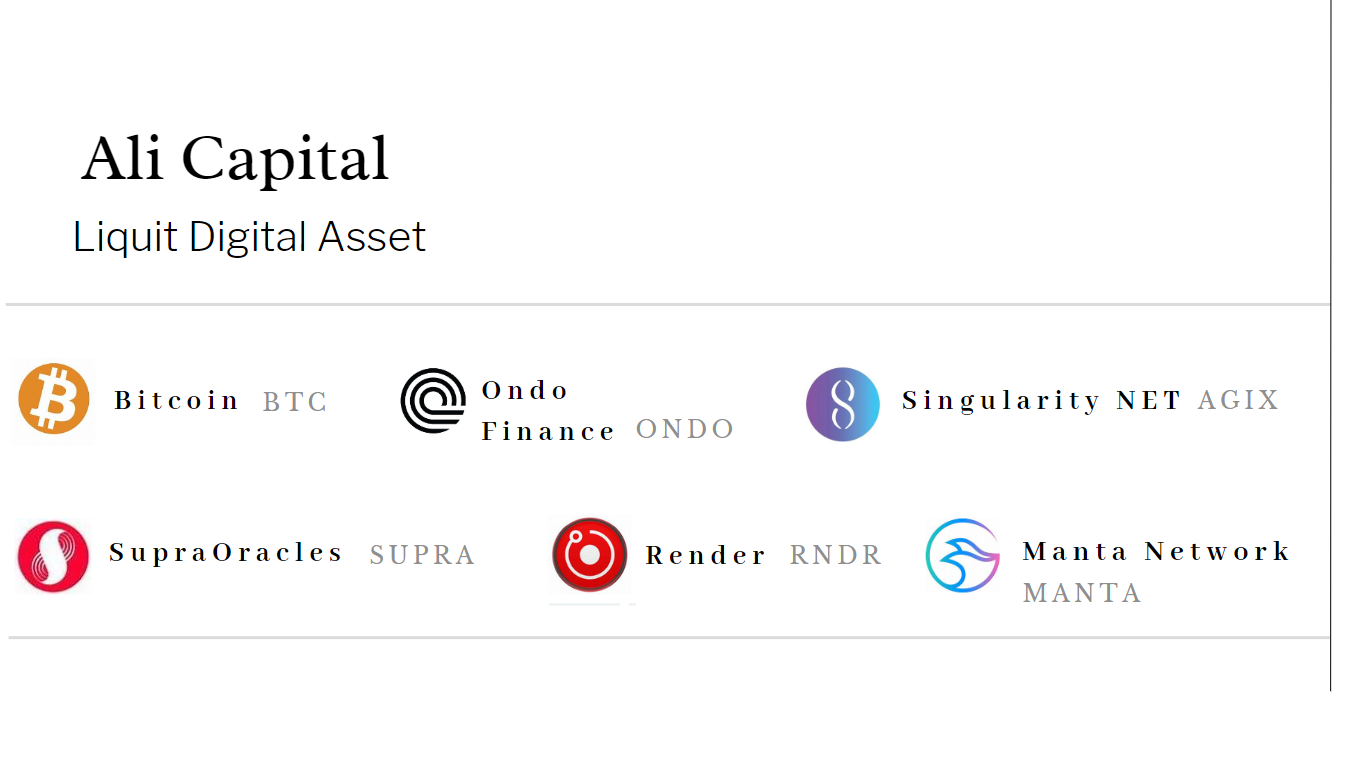 Ali Capital
Liquit Digital Asset
Bitcoin BTC
Ondo
Finance ONDO
Singularity NET AGIX
SupraOracles SUPRA
Render RNDR
Manta Network
MANTA